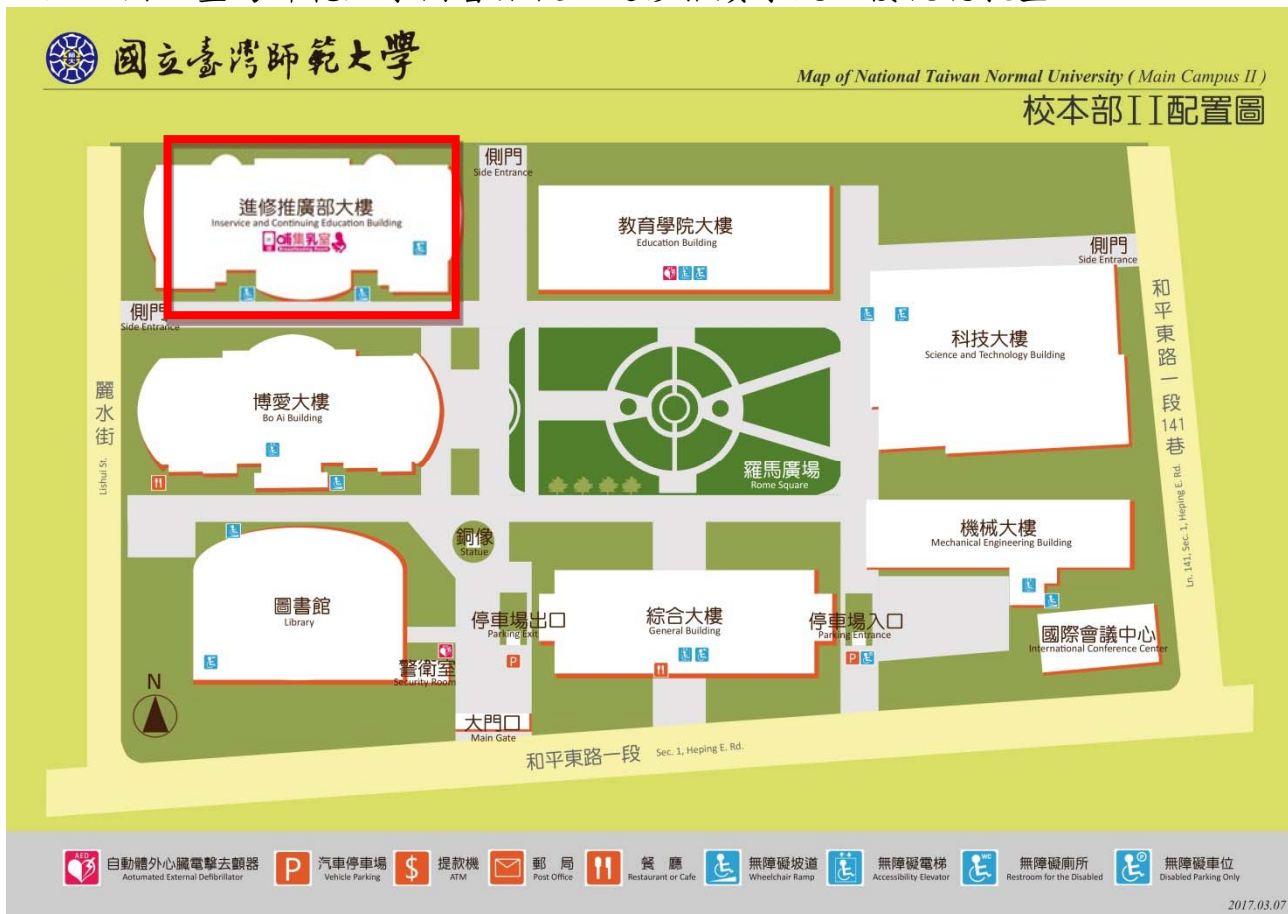 國立臺灣師範大學
Map of National Taiwan Normal University ( Main Campus II )
校本部II配置圖
側門
Side Entrance
進修推廣部大樓
Inservice and Continuing Education Building
哺集乳室
Breastfeeding Room
教育學院大樓
Education Building
側門
Side Entrance
側門
Side Entrance
科技大樓
Science and Technology Building
和平東路一段141巷
Ln. 141, Sec. 1, Heping E. Rd.
麗水街
Lishui St.
博愛大樓
Bo Ai Building
羅馬廣場
Rome Square
銅像
Statue
機械大樓
Mechanical Engineering Building
圖書館
Library
停車場出口
Parking Exit
綜合大樓
General Building
停車場入口
Parking Entrance
國際會議中心
International Conference Center
警衛室
Security Room
P
P
N
大門口
Main Gate
和平東路一段 Sec. 1, Heping E. Rd.
AED
自動體外心臟電擊去顫器
Aotumated External Defibrillator
P
汽車停車場
Vehicle Parking
$
提款機
ATM
郵 局
Post Office
餐 廳
Restaurant or Cafe
無障礙坡道
Wheelchair Ramp
無障礙電梯
Accessibility Elevator
WC
無障礙廁所
Restroom for the Disabled
P
無障礙車位
Disabled Parking Only
2017.03.07